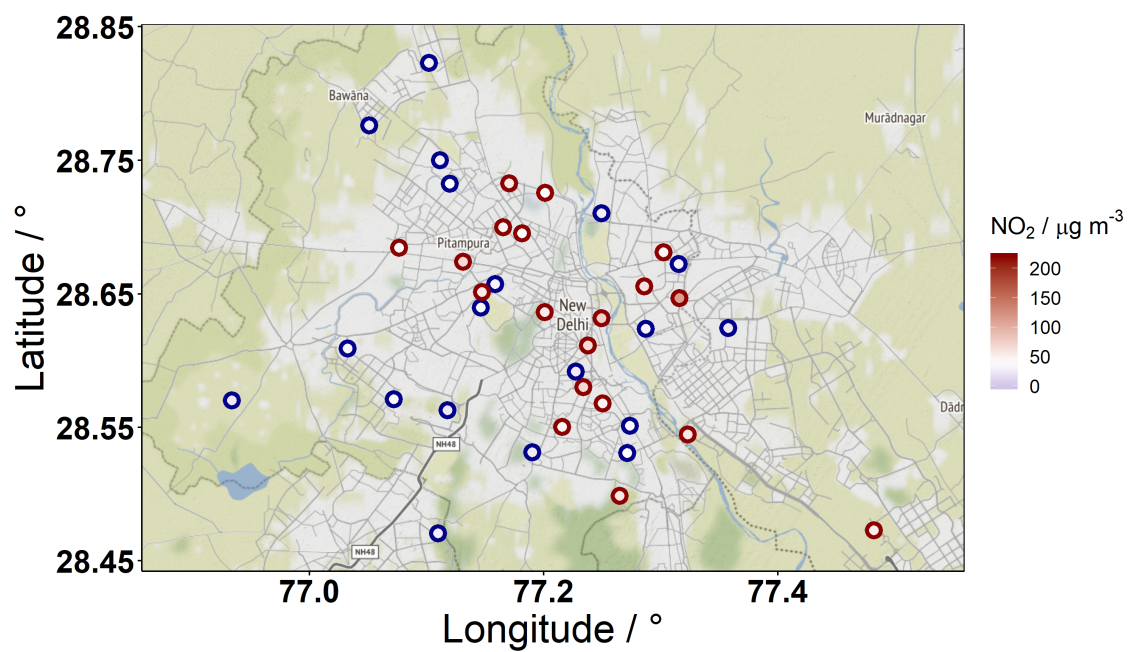 28.85
28.75
28.65
28.55
28.45
Latitude / °
Bawāna
Murādnagar
Pitampura
New
Delhi
NH48
NH48
Dādr
77.0
77.2
77.4
Longitude / °
NO₂ / μg m⁻³
200
150
100
50
0